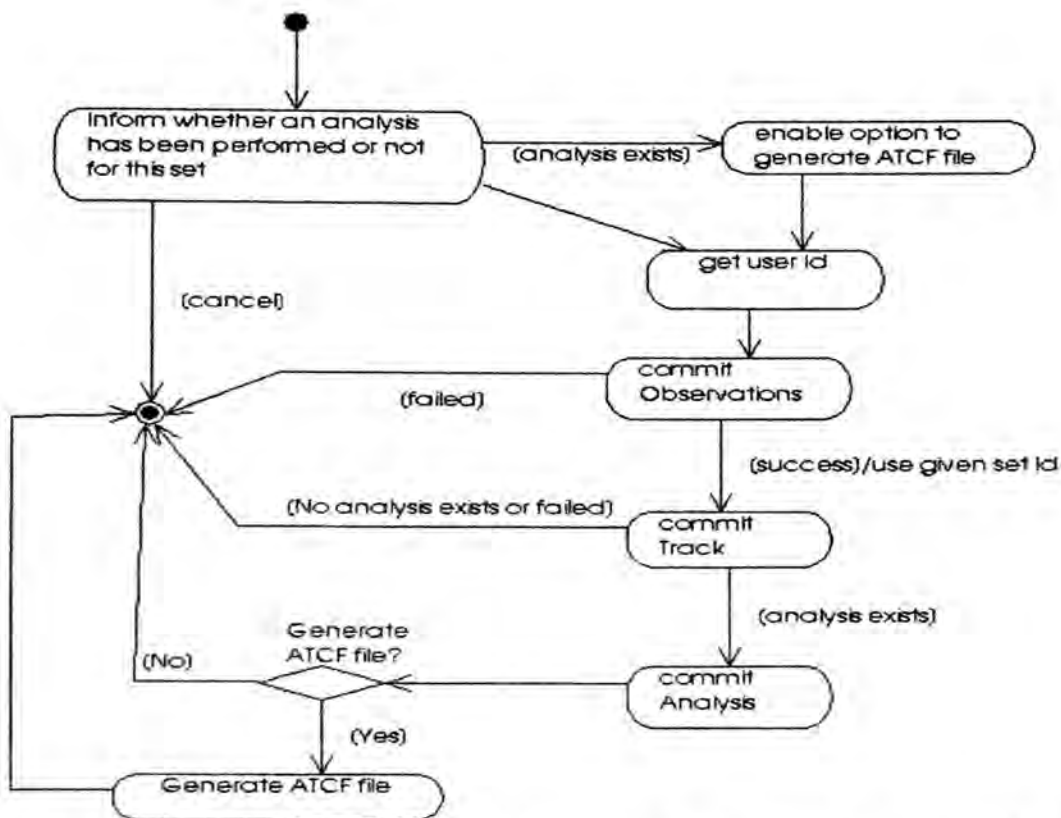 Inform whether an analysis
has been performed or not
for this set
(analysis exists)
enable option to
generate ATCF file
get user id
(cancel)
commit
Observations
(failed)
(success)/use given set id
(No analysis exists or failed)
commit
Track
(analysis exists)
Generate
ATCF file?
(No)
commit
Analysis
(Yes)
Generate ATCF file